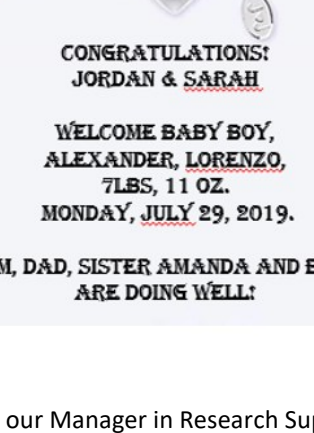 CONGRATULATIONS!
JORDAN & SARAH
WELCOME BABY BOY,
ALEXANDER, LORENZO,
7LBS, 11 OZ.
MONDAY, JULY 29, 2019.
DAD, SISTER AMANDA AND
ARE DOING WELL!
our Manager in Research